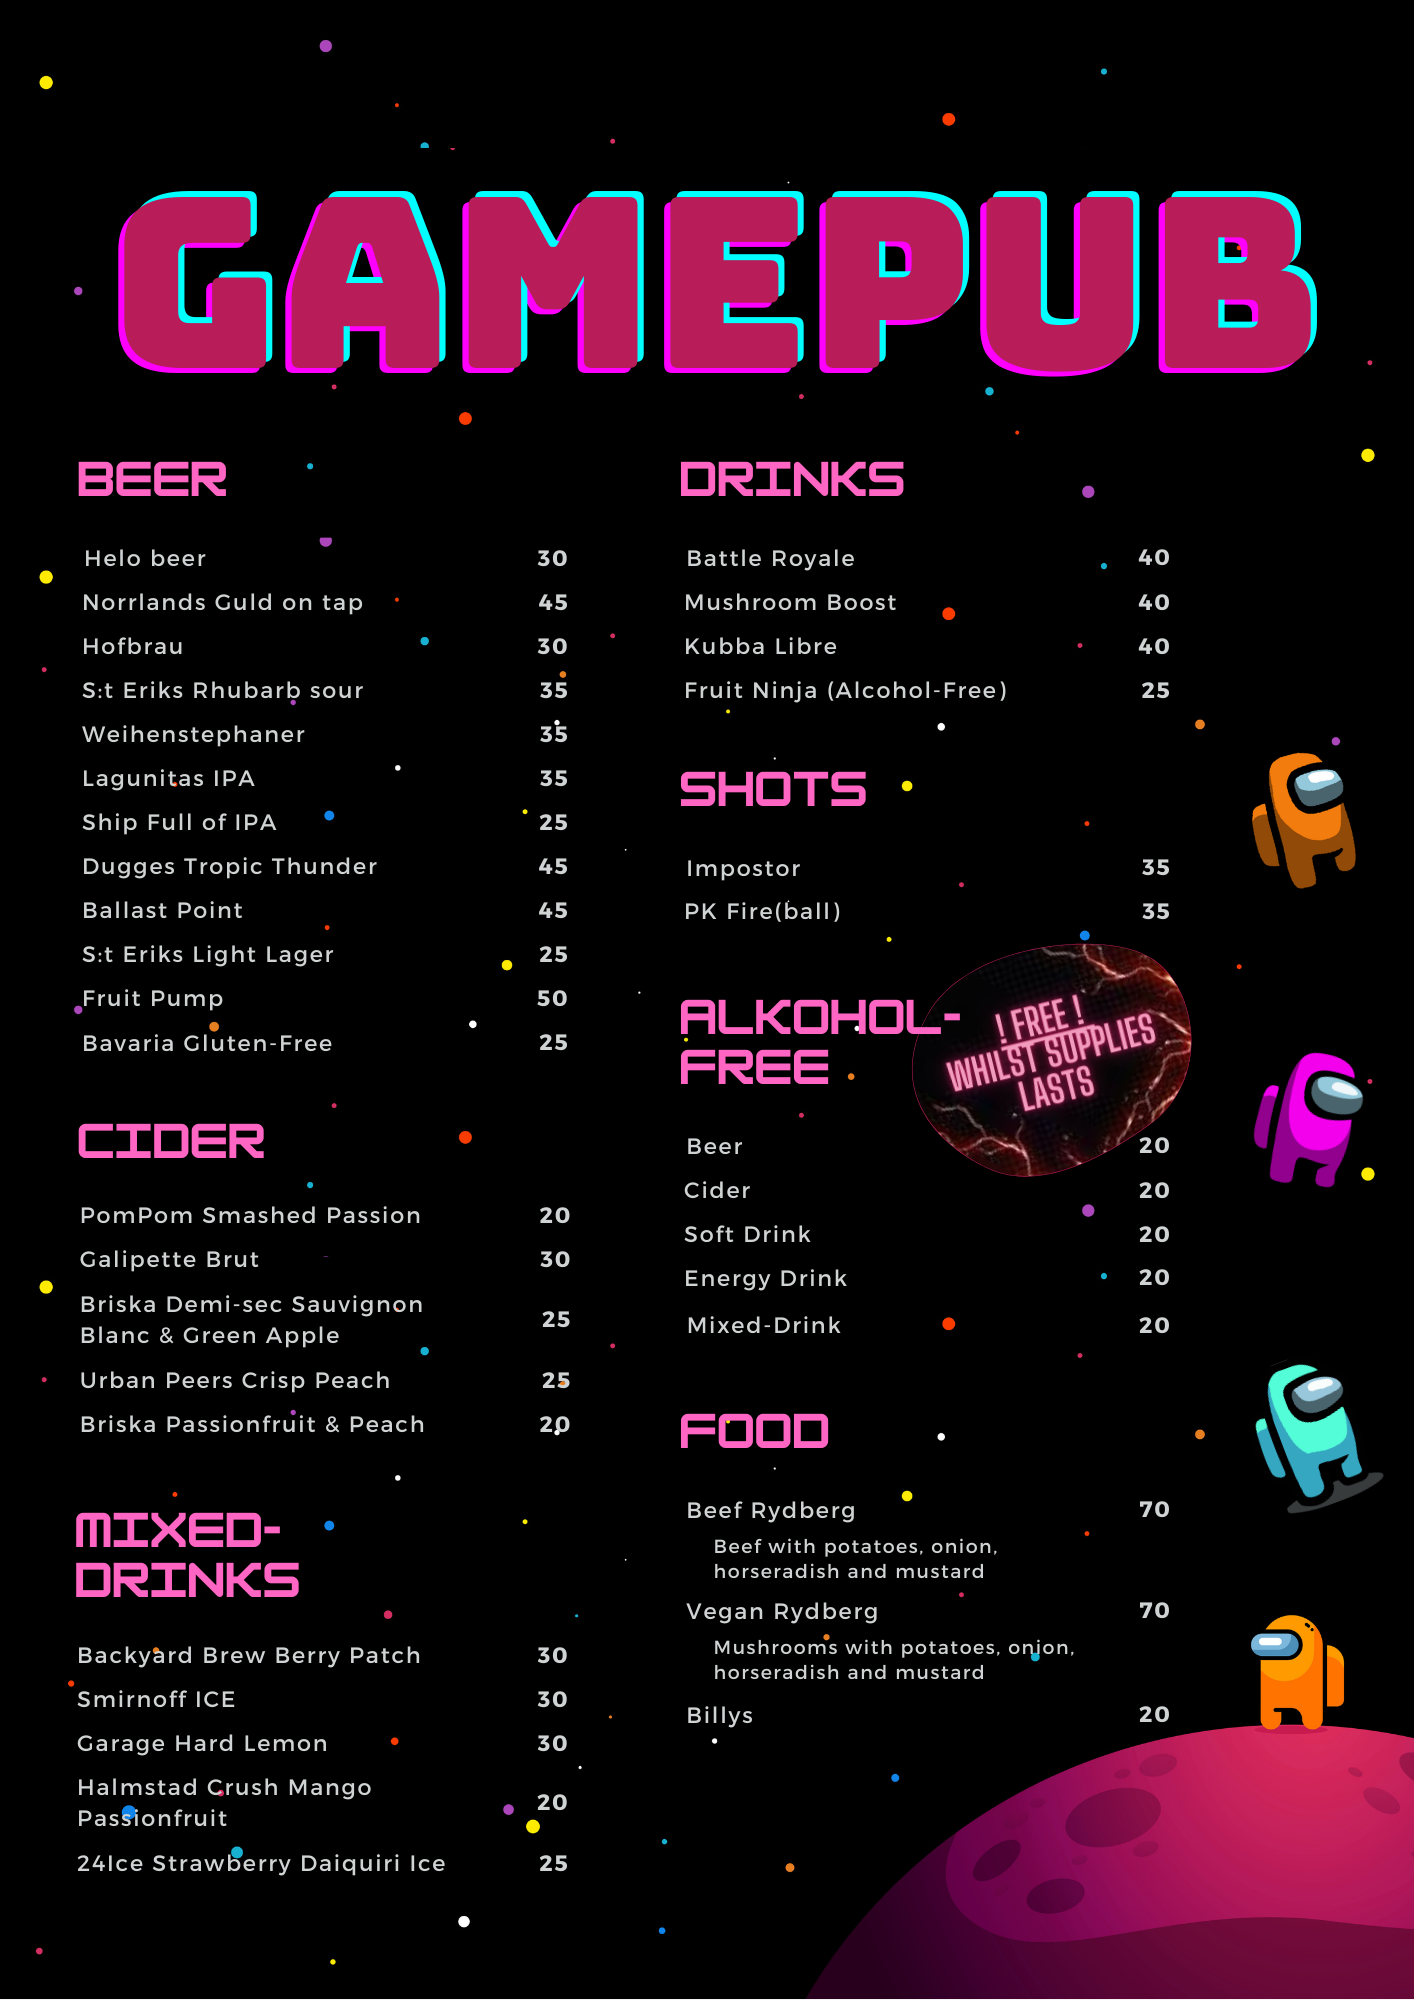 GAMEPUB
BEER
Helo beer 30
Norrlands Guld on tap 45
Hofbrau 30
S:t Eriks Rhubarb sour 35
Weihenstephaner 35
Lagunitas IPA 35
Ship Full of IPA 25
Dugges Tropic Thunder 45
Ballast Point 45
S:t Eriks Light Lager 25
Fruit Pump 50
Bavaria Gluten-Free 25
CIDER
PomPom Smashed Passion 20
Galipette Brut 30
Briska Demi-sec Sauvignon
Blanc & Green Apple 25
Urban Peers Crisp Peach 25
Briska Passionfruit & Peach 20
MIXED-
DRINKS
Backyard Brew Berry Patch 30
Smirnoff ICE 30
Garage Hard Lemon 30
Halmstad Crush Mango
Passionfruit 20
24Ice Strawberry Daiquiri Ice 25
DRINKS
Battle Royale 40
Mushroom Boost 40
Kubba Libre 40
Fruit Ninja (Alcohol-Free) 25
SHOTS
Impostor 35
PK Fire(ball) 35
ALKOHOL-
FREE
! FREE !
WHILST SUPPLIES
LASTS
Beer 20
Cider 20
Soft Drink 20
Energy Drink 20
Mixed-Drink 20
FOOD
Beef Rydberg 70
Beef with potatoes, onion,
horseradish and mustard
Vegan Rydberg 70
Mushrooms with potatoes, onion,
horseradish and mustard
Billys 20